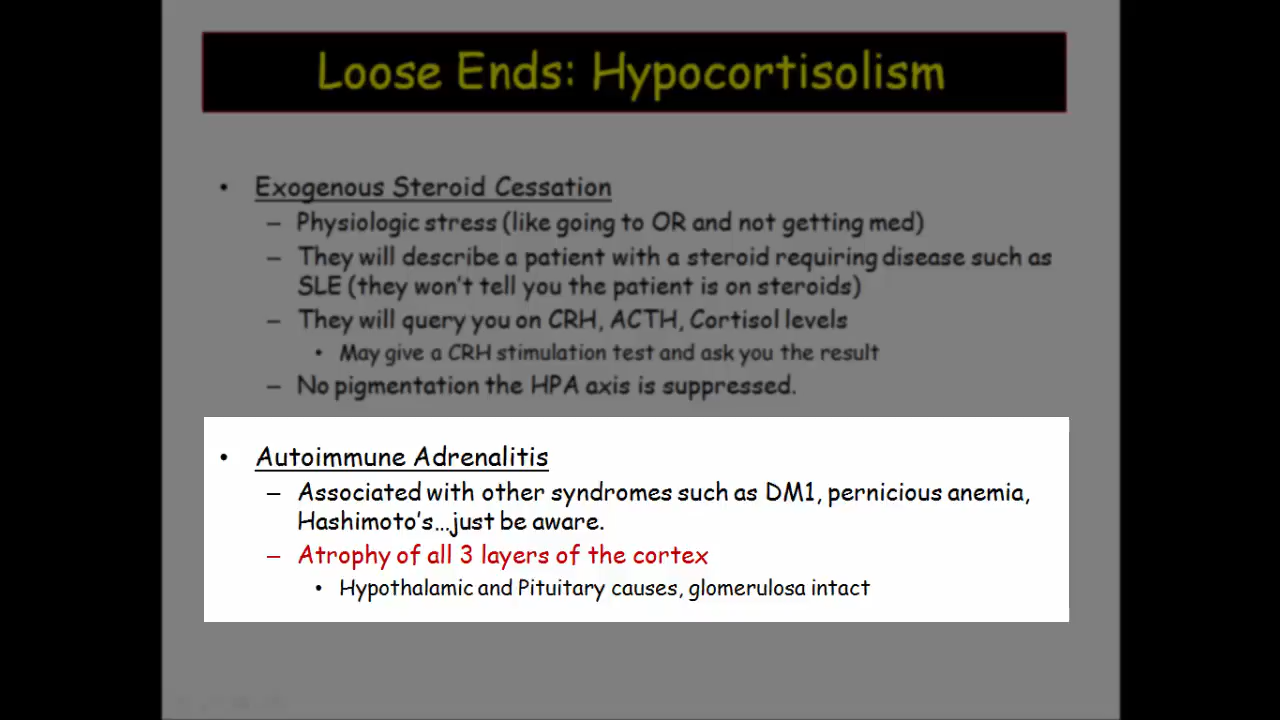 Loose Ends: Hypocortisolism
• Exogenous Steroid Cessation
– Physiologic stress (like going to OR and not getting med)
– They will describe a patient with a steroid requiring disease such as
SLE (they won't tell you the patient is on steroids)
– They will query you on CRH, ACTH, Cortisol levels
• May give a CRH stimulation test and ask you the result
– No pigmentation the HPA axis is suppressed.
• Autoimmune Adrenalitis
– Associated with other syndromes such as DM1, pernicious anemia,
Hashimoto's…just be aware.
– Atrophy of all 3 layers of the cortex
• Hypothalamic and Pituitary causes, glomerulosa intact